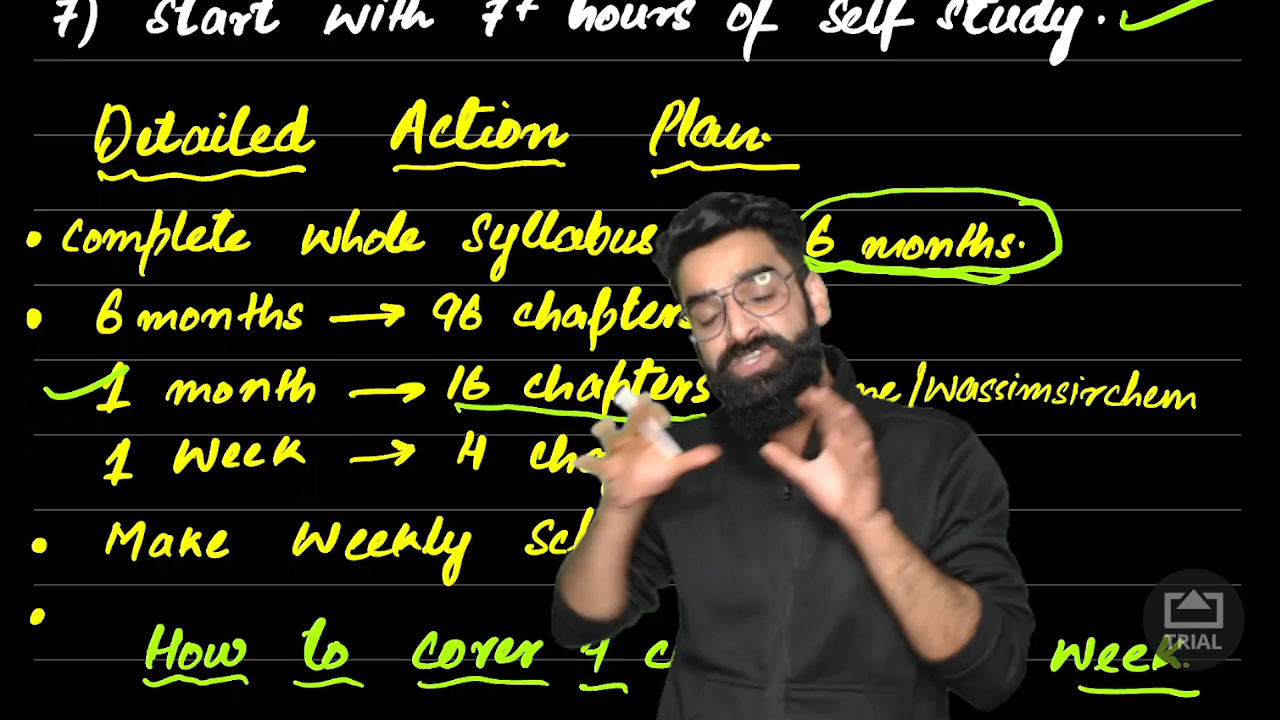 7) Start with 7+ hours of self study.
Detailed Action Plan.
• complete whole syllabus 6 months.
• 6 months → 96 chapters
1 month → 16 chapters me/wassimsirchem
1 Week → 4
• Make Weekly
•
How to cover 4 week.
TRIAL